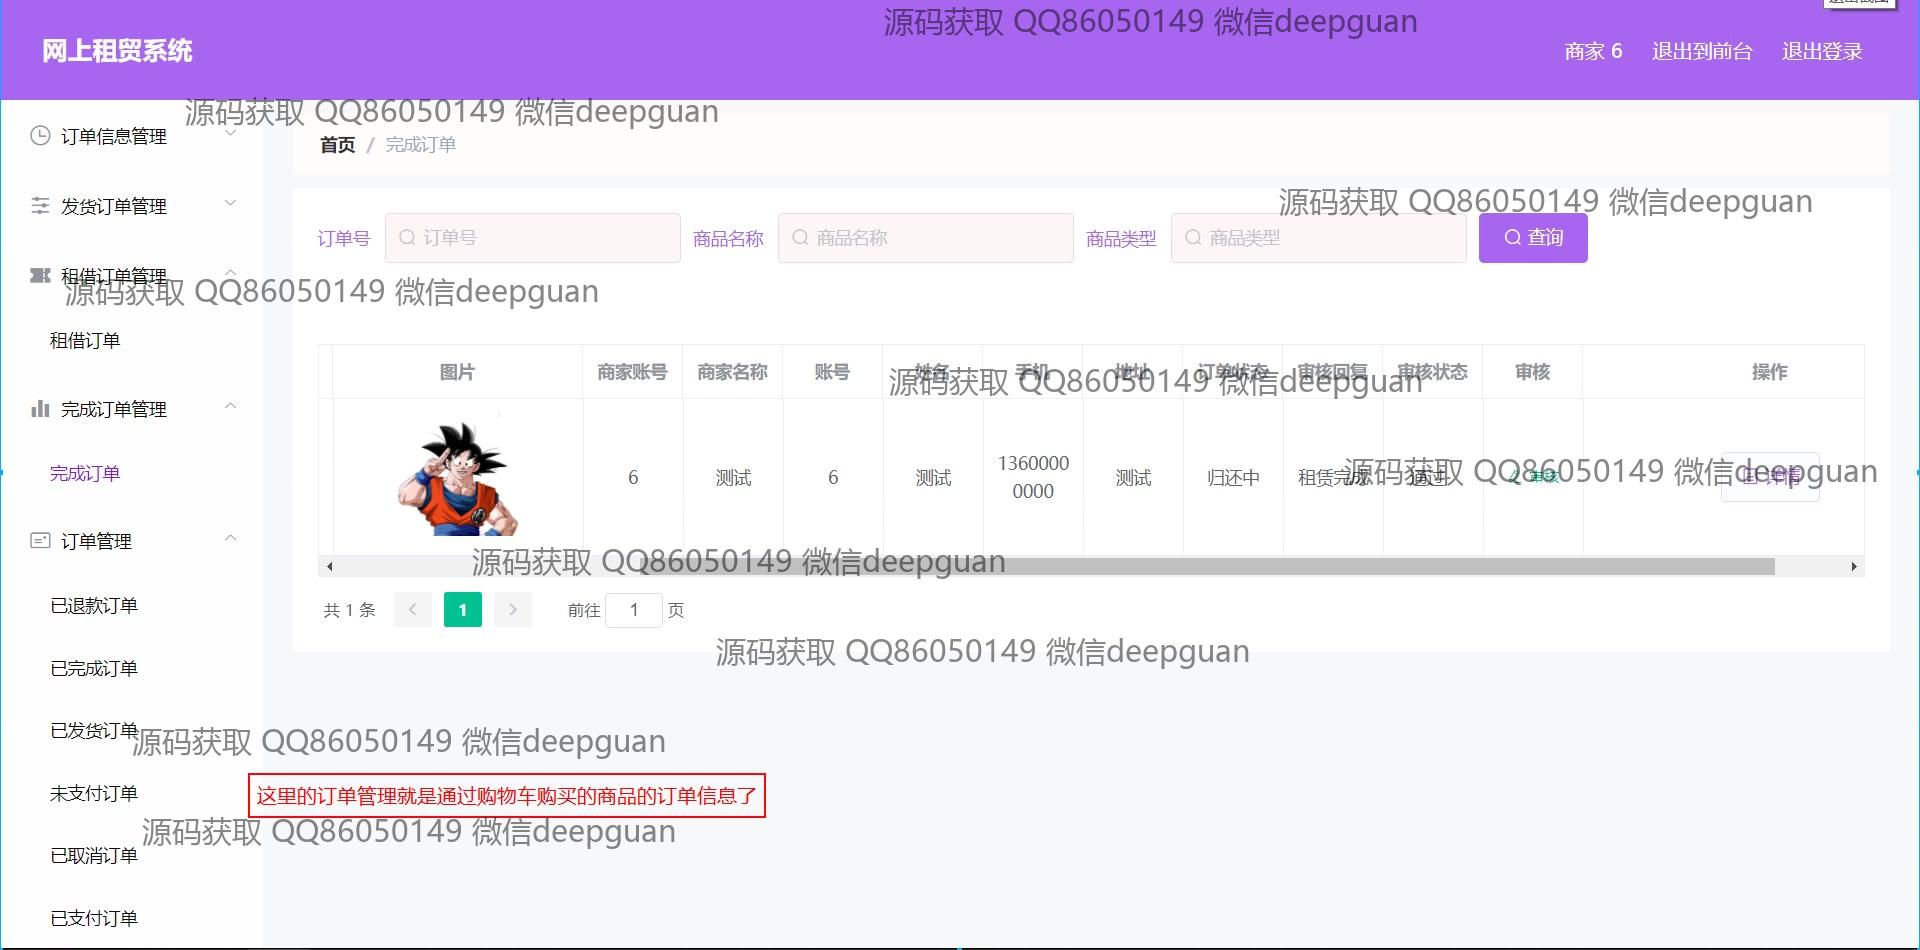 源码获取 QQ86050149 微信deepguan
网上租贸系统
商家 6 退出到前台 退出登录
源码获取 QQ86050149 微信deepguan
订单信息管理
首页 / 完成订单
源码获取 QQ86050149 微信deepguan
发货订单管理
订单号 订单号 商品名称 商品名称 商品类型 商品类型 查询
租借订单管理
源码获取 QQ86050149 微信deepguan
租借订单
图片 商家账号 商家名称 账号 姓名 手机 地址 订单状态 审核回复 审核状态 审核 操作
源码获取 QQ86050149 微信deepguan
完成订单管理
完成订单
6 测试 6 测试 1360000 测试 归还中 租赁完成 通过 审核 详情
0000
源码获取 QQ86050149 微信deepguan
订单管理
源码获取 QQ86050149 微信deepguan
已退款订单
共 1 条 1 前往 1 页
源码获取 QQ86050149 微信deepguan
已完成订单
已发货订单
源码获取 QQ86050149 微信deepguan
未支付订单
这里的订单管理就是通过购物车购买的商品的订单信息了
源码获取 QQ86050149 微信deepguan
已取消订单
已支付订单